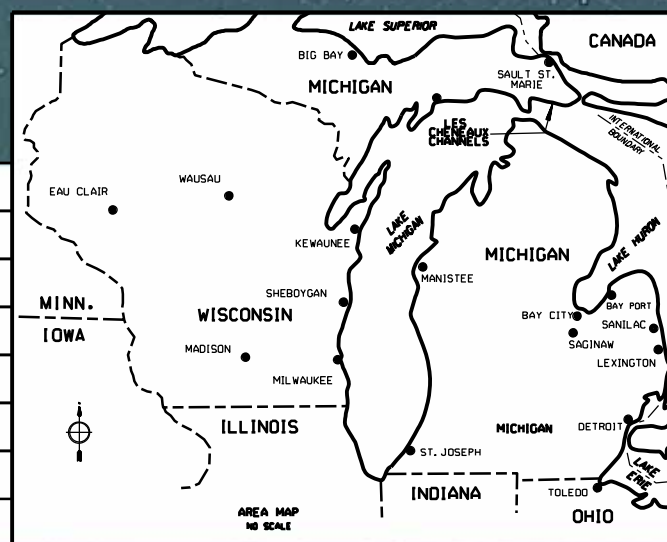 LAKE SUPERIOR
CANADA
BIG BAY
MICHIGAN
SAULT ST.
MARIE
LES
CHENEAUX
CHANNELS
INTERNATIONAL
BOUNDARY
EAU CLAIR
WAUSAU
KEWAUNEE
LAKE
MICHIGAN
MICHIGAN
LAKE HURON
MANISTEE
SHEBOYGAN
MINN.
IOWA
WISCONSIN
BAY CITY
BAY PORT
SANILAC
SAGINAW
LEXINGTON
MADISON
MILWAUKEE
ILLINOIS
MICHIGAN
DETROIT
ST. JOSEPH
LAKE
ERIE
INDIANA
TOLEDO
OHIO
AREA MAP
NO SCALE